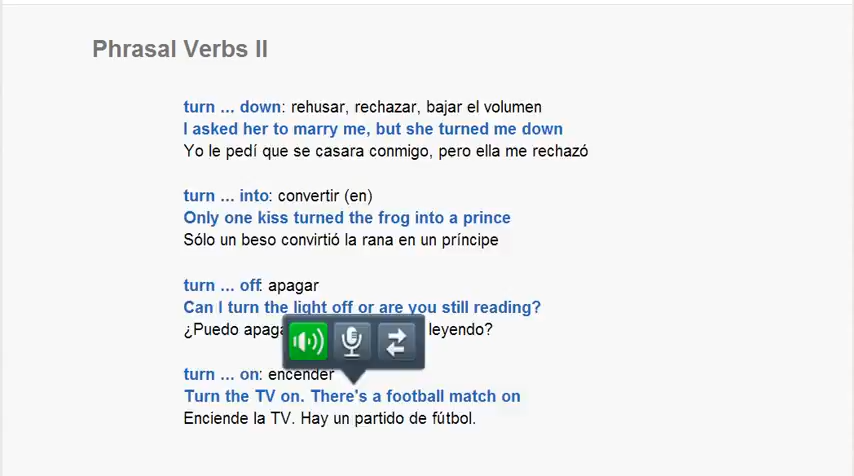 Phrasal Verbs II
turn ... down: rehusar, rechazar, bajar el volumen
I asked her to marry me, but she turned me down
Yo le pedí que se casara conmigo, pero ella me rechazó
turn ... into: convertir (en)
Only one kiss turned the frog into a prince
Sólo un beso convirtió la rana en un príncipe
turn ... off: apagar
Can I turn the light off or are you still reading?
¿Puedo leyendo?
turn ... on: encender
Turn the TV on. There's a football match on
Enciende la TV. Hay un partido de fútbol.